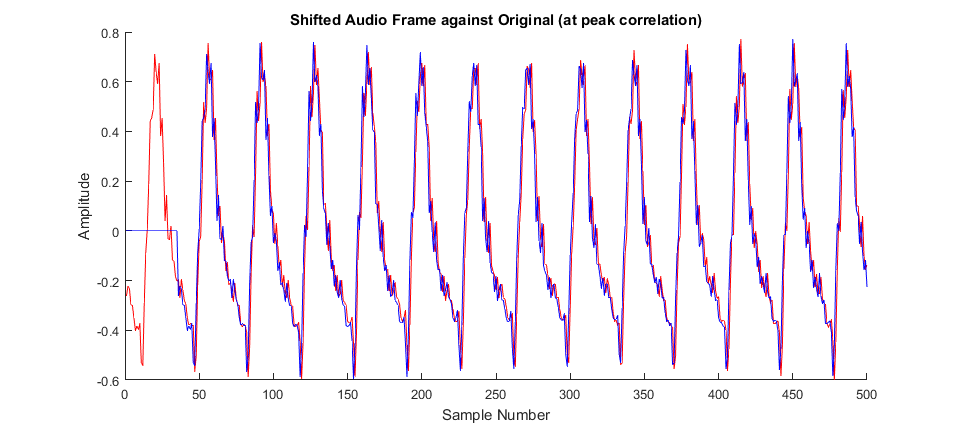 Shifted Audio Frame against Original (at peak correlation)
0.8
0.6
0.4
0.2
0
-0.2
-0.4
-0.6
Amplitude
0 50 100 150 200 250 300 350 400 450 500
Sample Number